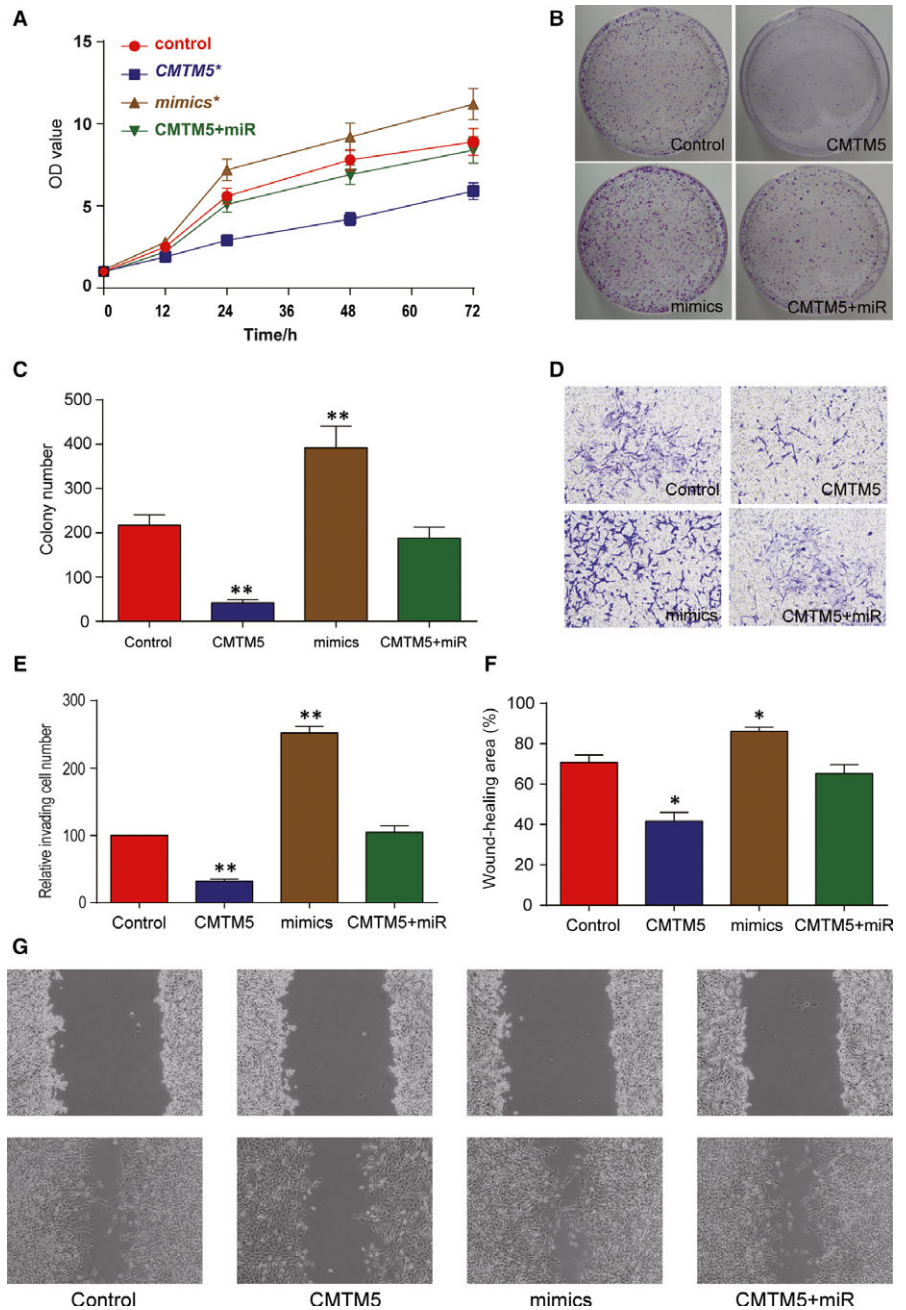 A
15
10
5
0
OD value
control
CMTM5*
mimics*
CMTM5+miR
0 12 24 36 48 60 72
Time/h
B
Control
CMTM5
mimics
CMTM5+miR
C
500
400
300
200
100
0
Colony number
**
**
Control CMTM5 mimics CMTM5+miR
D
Control
CMTM5
mimics
CMTM5+miR
E
300
200
100
0
Relative invading cell number
**
**
Control CMTM5 mimics CMTM5+miR
F
100
80
60
40
20
0
Wound-healing area (%)
*
*
Control CMTM5 mimics CMTM5+miR
G
Control CMTM5 mimics CMTM5+miR